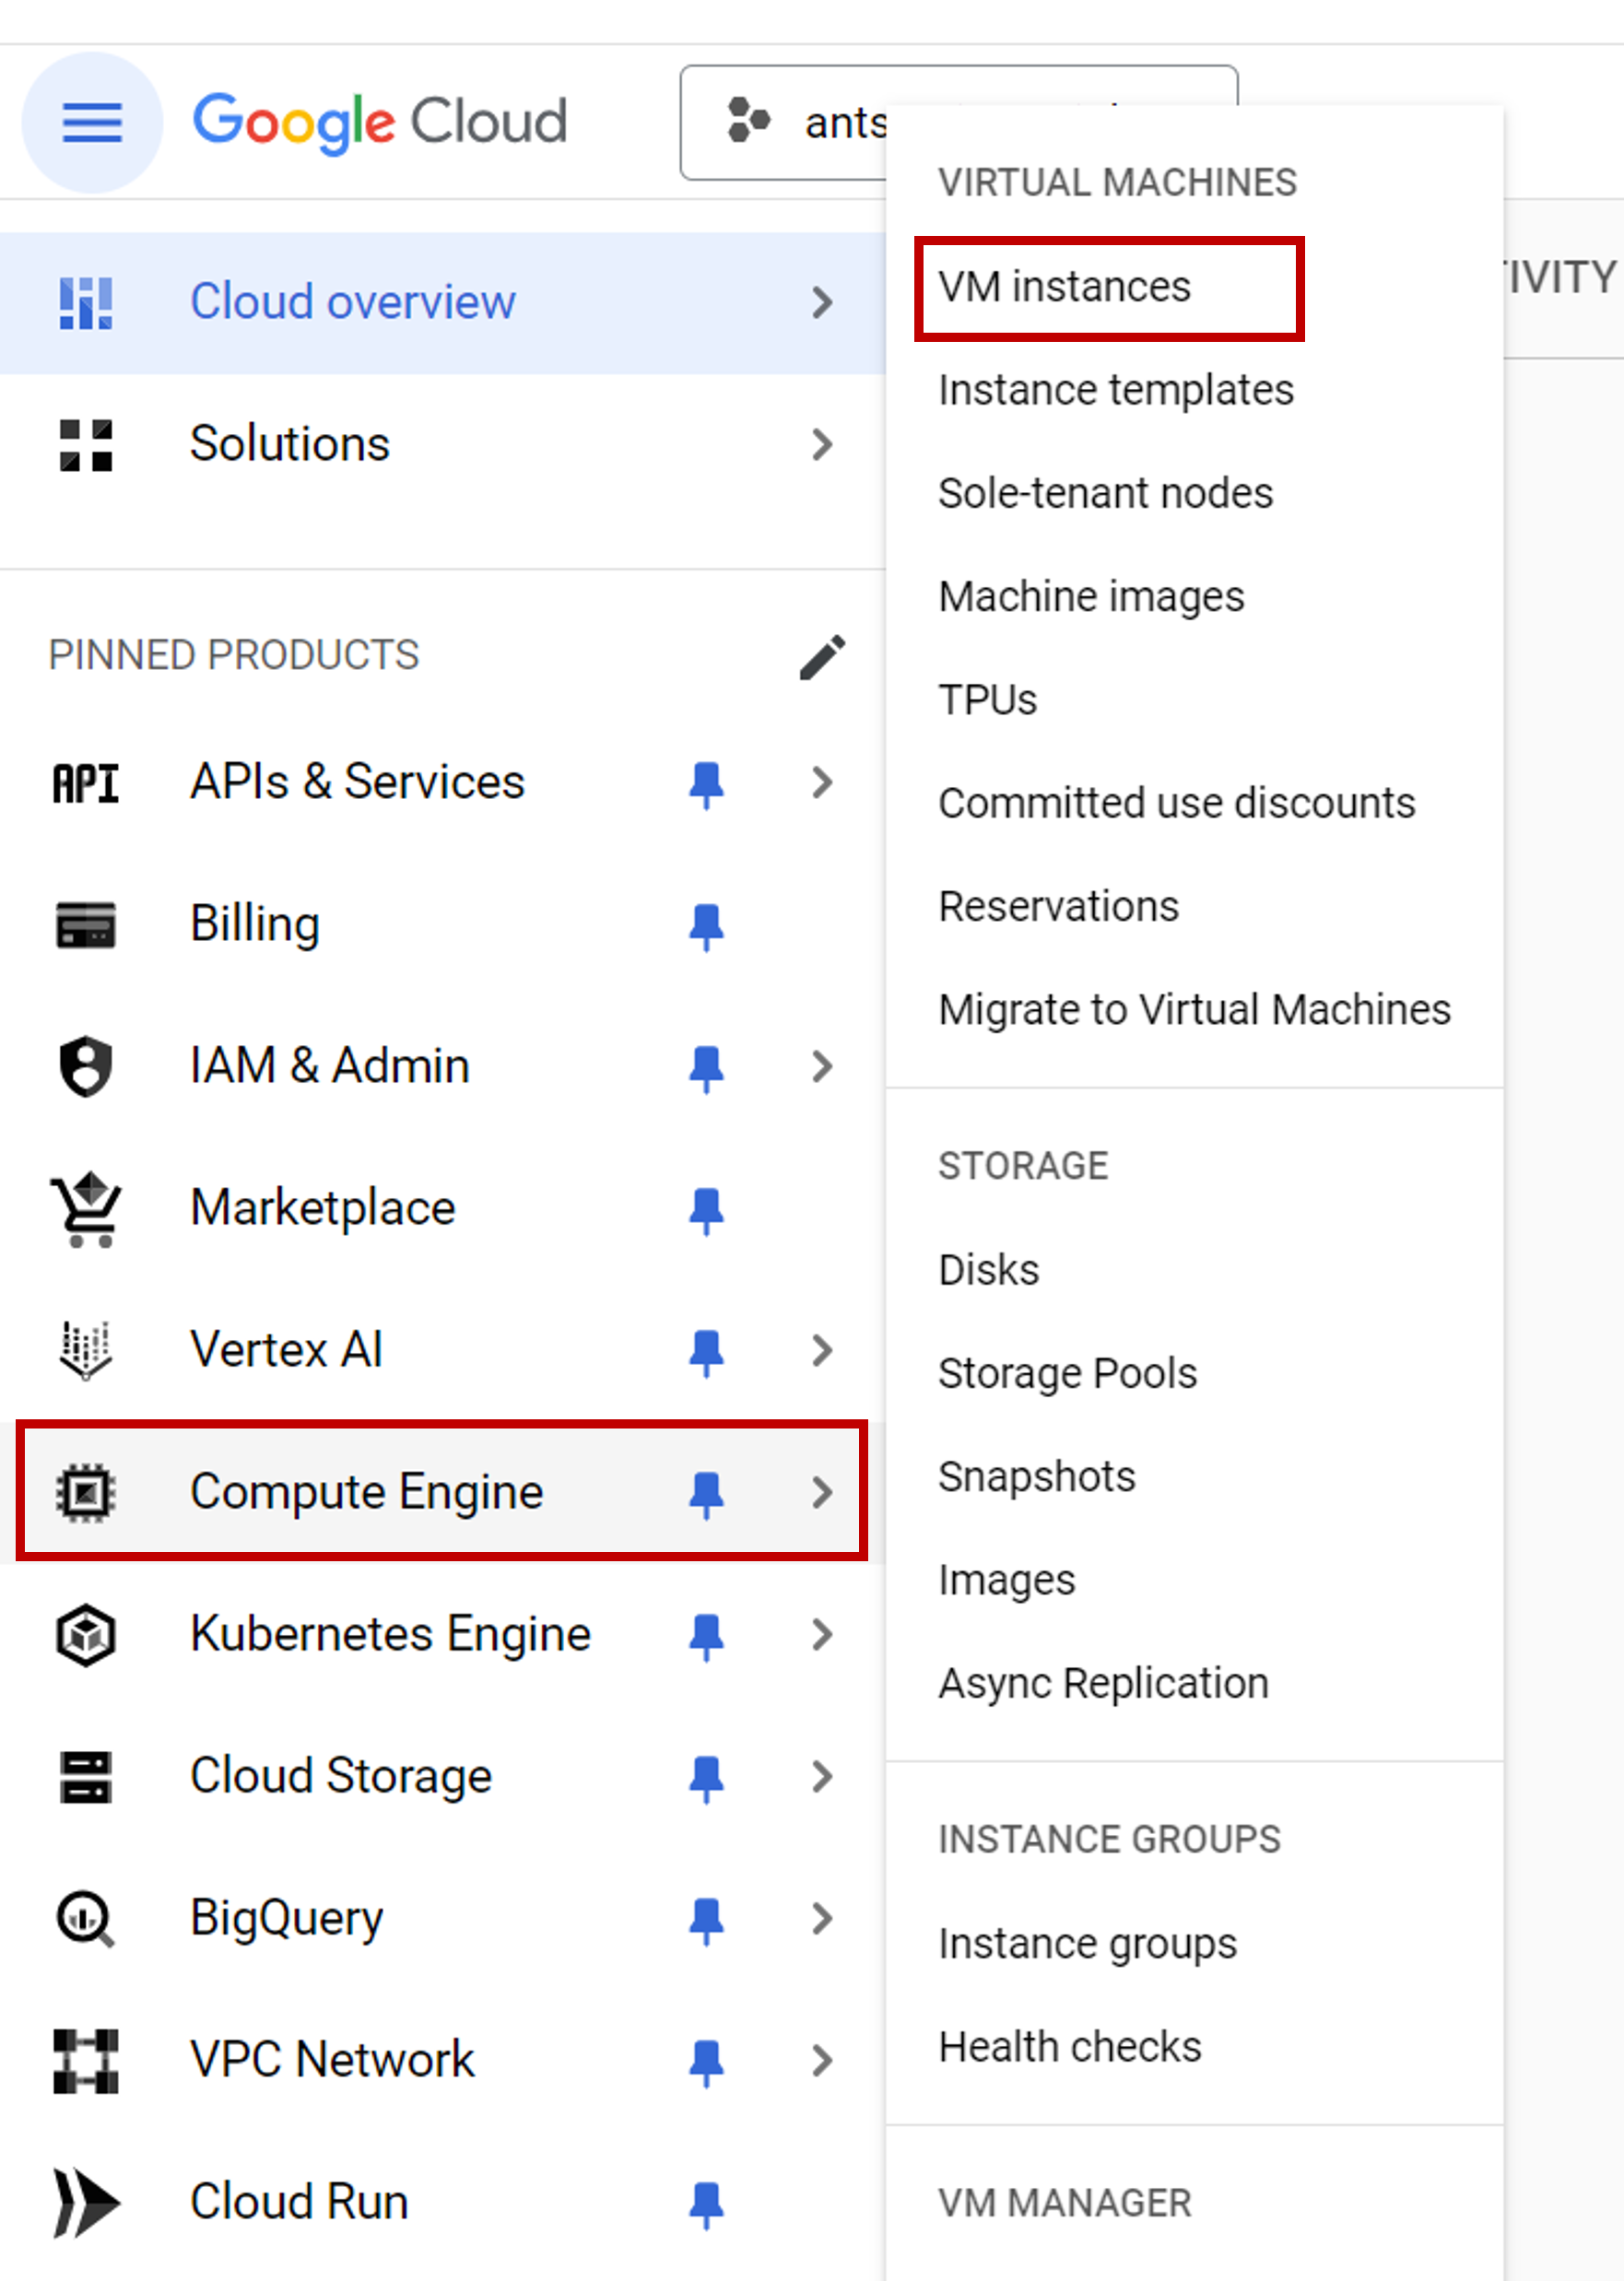 Google Cloud
ants
Cloud overview
Solutions
PINNED PRODUCTS
API
APIs & Services
Billing
IAM & Admin
Marketplace
Vertex AI
Compute Engine
Kubernetes Engine
Cloud Storage
BigQuery
VPC Network
Cloud Run
VIRTUAL MACHINES
VM instances
Instance templates
Sole-tenant nodes
Machine images
TPUs
Committed use discounts
Reservations
Migrate to Virtual Machines
STORAGE
Disks
Storage Pools
Snapshots
Images
Async Replication
INSTANCE GROUPS
Instance groups
Health checks
VM MANAGER
IVITY